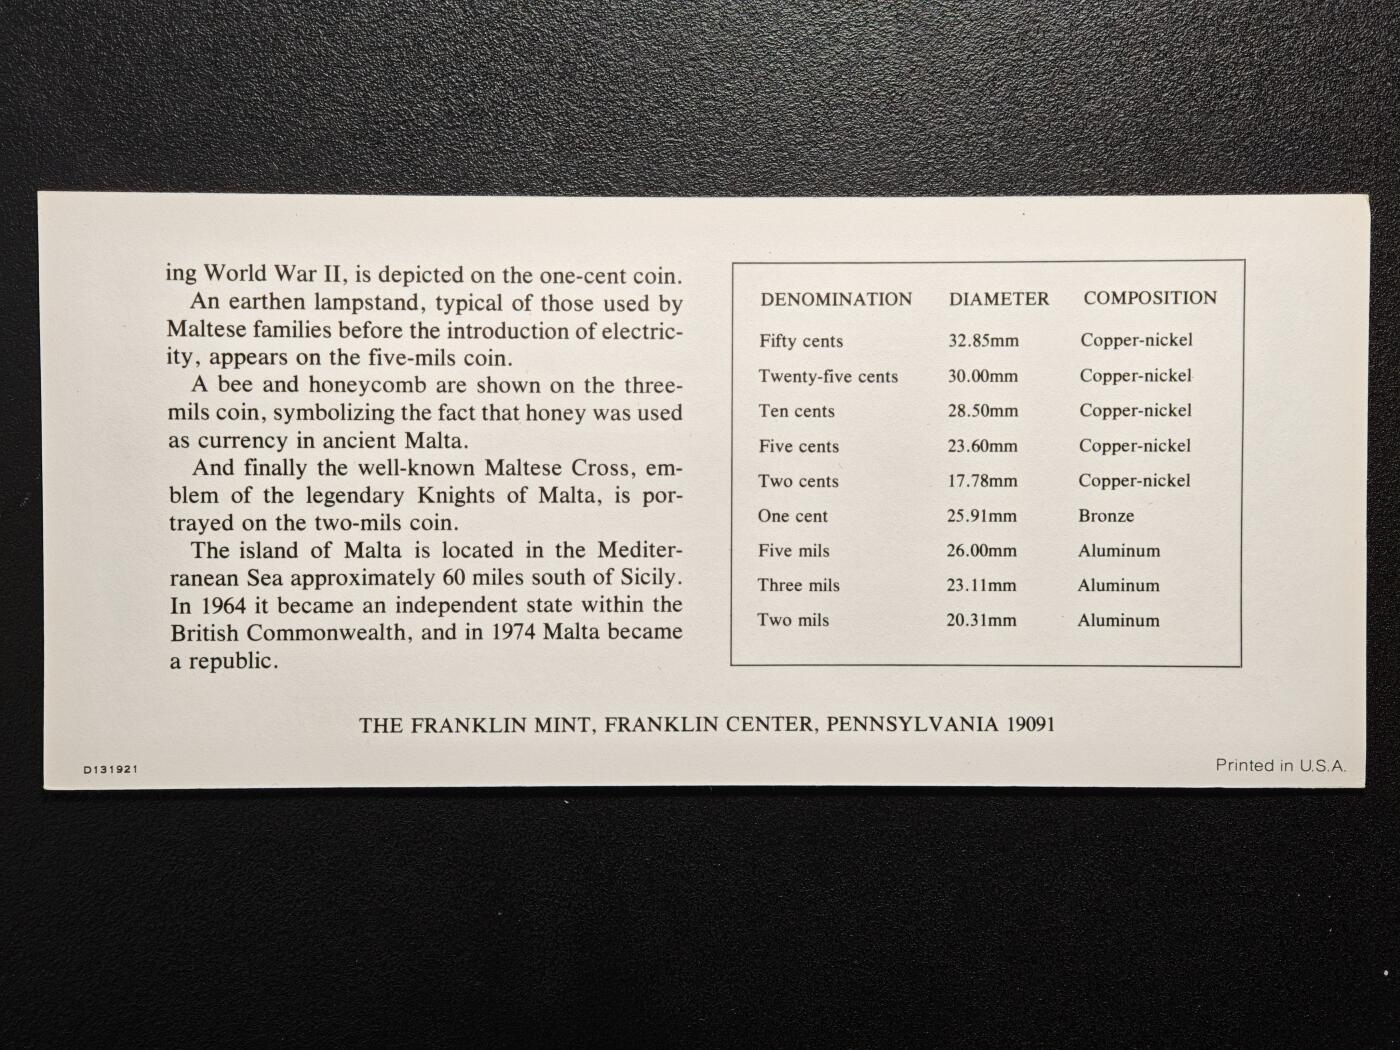 ing World War II, is depicted on the one-cent coin.
An earthen lampstand, typical of those used by
Maltese families before the introduction of electric-
ity, appears on the five-mils coin.
A bee and honeycomb are shown on the three-
mils coin, symbolizing the fact that honey was used
as currency in ancient Malta.
And finally the well-known Maltese Cross, em-
blem of the legendary Knights of Malta, is por-
trayed on the two-mils coin.
The island of Malta is located in the Mediter-
ranean Sea approximately 60 miles south of Sicily.
In 1964 it became an independent state within the
British Commonwealth, and in 1974 Malta became
a republic.
DENOMINATION DIAMETER COMPOSITION
Fifty cents 32.85mm Copper-nickel
Twenty-five cents 30.00mm Copper-nickel
Ten cents 28.50mm Copper-nickel
Five cents 23.60mm Copper-nickel
Two cents 17.78mm Copper-nickel
One cent 25.91mm Bronze
Five mils 26.00mm Aluminum
Three mils 23.11mm Aluminum
Two mils 20.31mm Aluminum
THE FRANKLIN MINT, FRANKLIN CENTER, PENNSYLVANIA 19091
D131921
Printed in U.S.A.